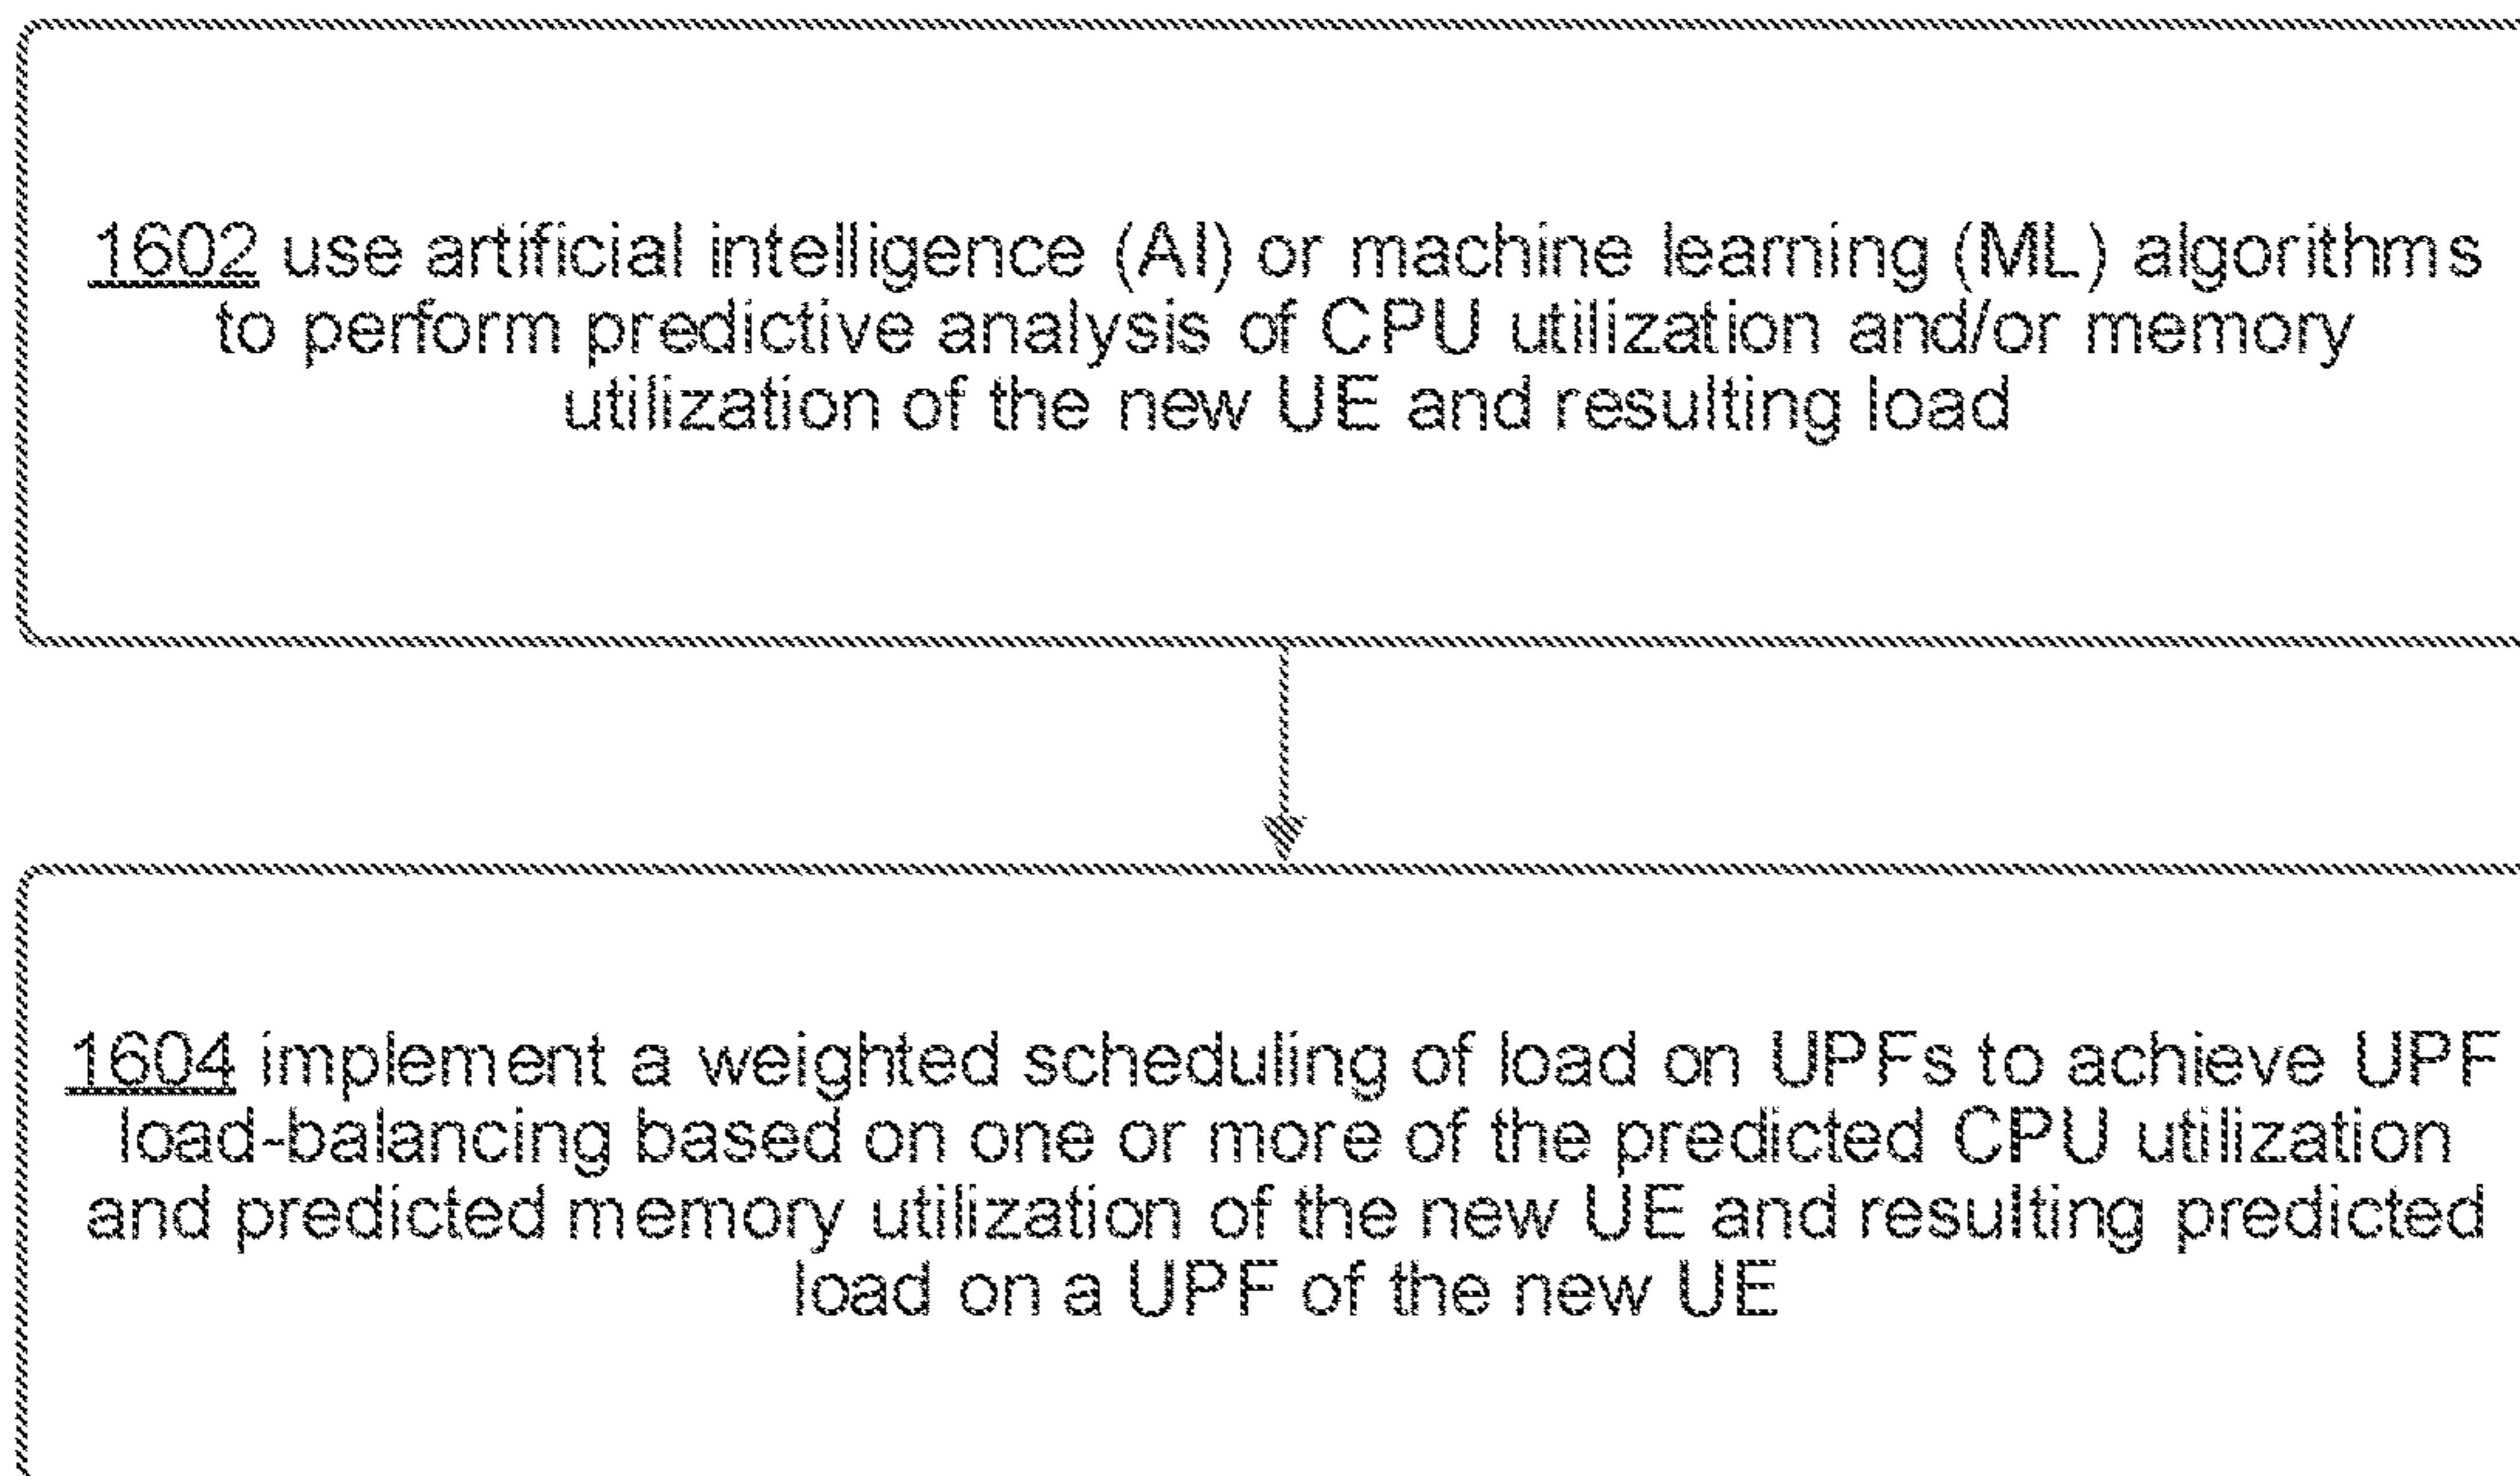 1602 use artificial intelligence (AI) or machine learning (ML) algorithms
to perform predictive analysis of CPU utilization and/or memory
utilization of the new UE and resulting load
1604 implement a weighted scheduling of load on UPFs to achieve UPF
load-balancing based on one or more of the predicted CPU utilization
and predicted memory utilization of the new UE and resulting predicted
load on a UPF of the new UE